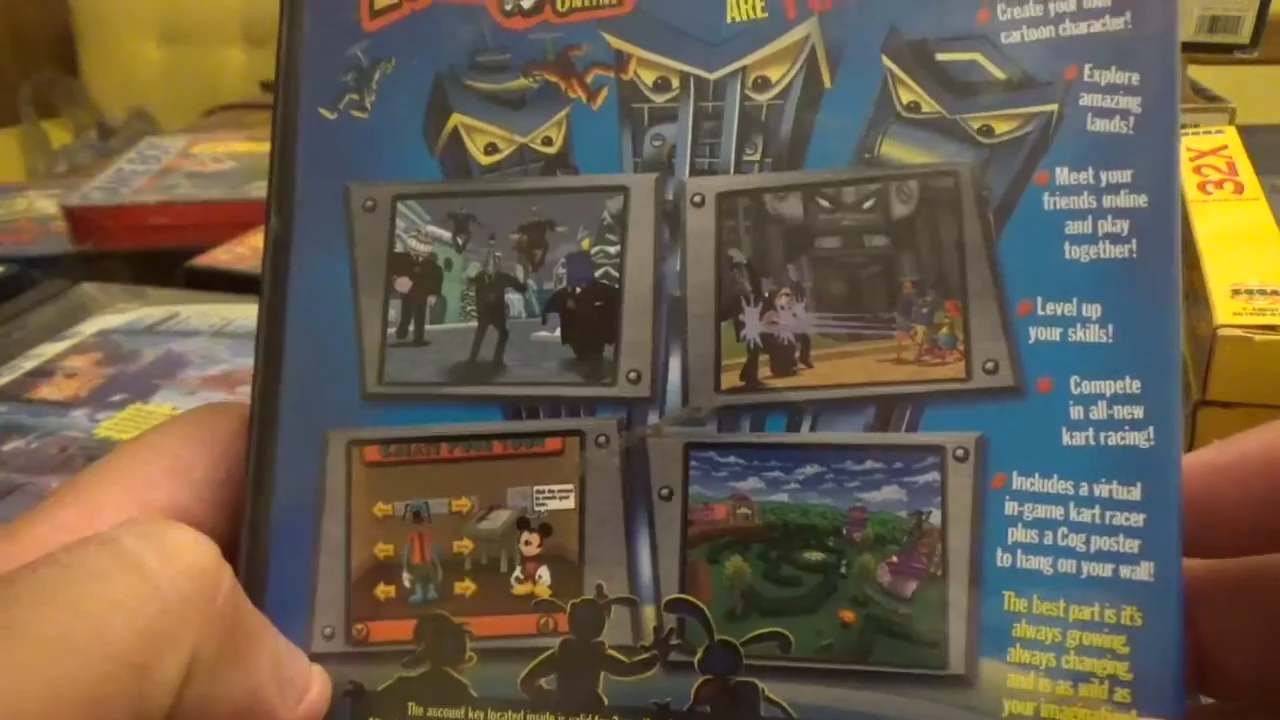 ONLINE
ARE
Create your own
cartoon character!
Explore
amazing
lands!
Meet your
friends online
and play
together!
Level up
your skills!
Compete
in all-new
kart racing!
Includes a virtual
in-game kart racer
plus a Cog poster
to hang on your wall!
The best part is it's
always growing,
always changing,
and is as wild as
your imagination!
The account key located inside is valid for
32X
SEGA